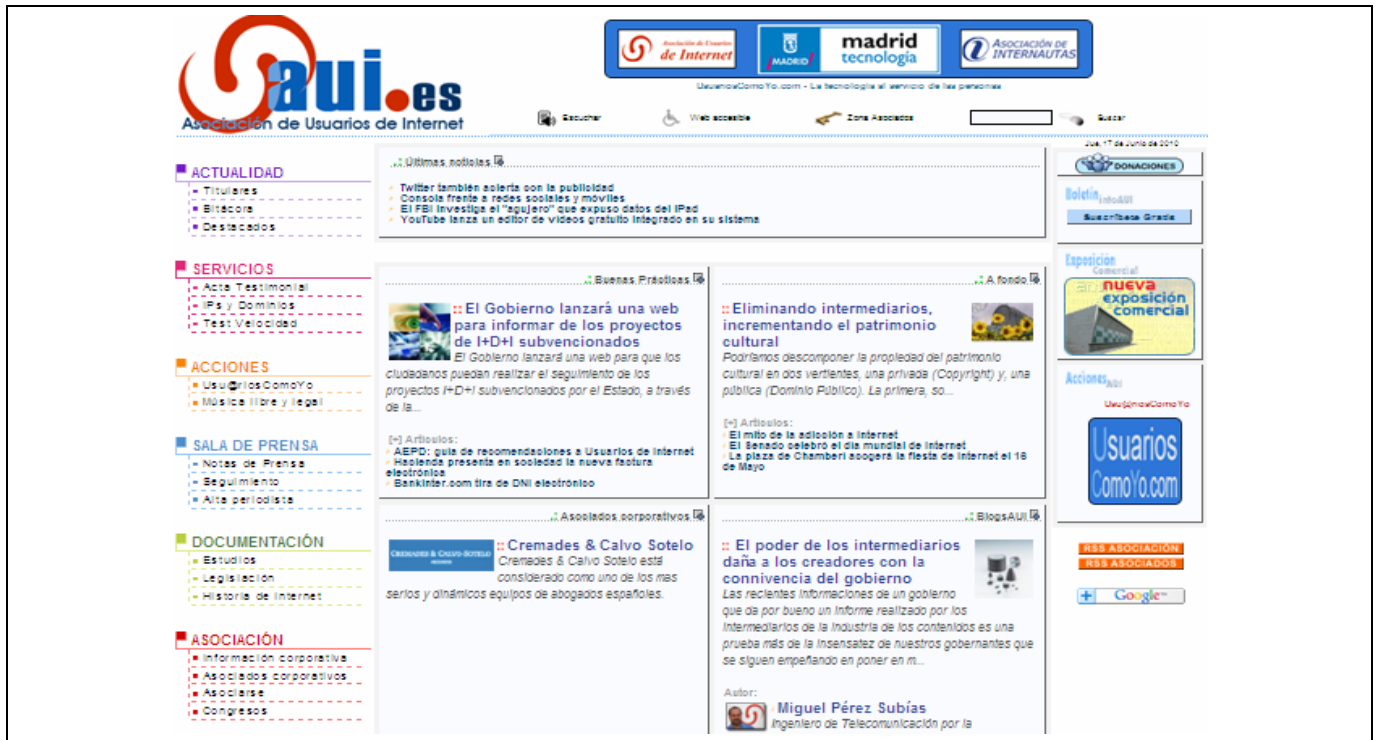 aui.es
Asociación de Usuarios de Internet
Asociación de Usuarios
de Internet
¡MADRID!
madrid
tecnología
ASOCIACIÓN DE
INTERNAUTAS
UsuariosComoYo.com - La tecnología al servicio de las personas
Escuchar
Web accesible
Zona Asociados
Buscar
Jue, 17 de Junio de 2010
ACTUALIDAD
Titulares
Bitácora
Destacados
SERVICIOS
Acta Testimonial
IPs y Dominios
Test Velocidad
ACCIONES
Usu@riosComoYo
Música libre y legal
SALA DE PRENSA
Notas de Prensa
Seguimiento
Alta periodista
DOCUMENTACIÓN
Estudios
Legislación
Historia de Internet
ASOCIACIÓN
Información corporativa
Asociados corporativos
Asociarse
Congresos
.: Últimas noticias
Twitter también acierta con la publicidad
Consola frente a redes sociales y móviles
El FBI investiga el "agujero" que expuso datos del iPad
YouTube lanza un editor de vídeos gratuito integrado en su sistema
.: Buenas Prácticas
:: El Gobierno lanzará una web
para informar de los proyectos
de I+D+I subvencionados
El Gobierno lanzará una web para que los
ciudadanos puedan realizar el seguimiento de los
proyectos I+D+I subvencionados por el Estado, a través
de la...
[+] Artículos:
AEPD: guía de recomendaciones a Usuarios de Internet
Hacienda presenta en sociedad la nueva factura
electrónica
Bankinter.com tira de DNI electrónico
.: A fondo
:: Eliminando intermediarios,
incrementando el patrimonio
cultural
Podríamos descomponer la propiedad del patrimonio
cultural en dos vertientes, una privada (Copyright) y, una
pública (Dominio Público). La primera, so...
[+] Artículos:
El mito de la adicción a Internet
El Senado celebró el día mundial de Internet
La plaza de Chamberí acogerá la fiesta de Internet el 16
de Mayo
.: Asociados corporativos
CREMADES & CALVO-SOTELO
:: Cremades & Calvo Sotelo
Cremades & Calvo Sotelo está
considerado como uno de los mas
serios y dinámicos equipos de abogados españoles.
.: BlogsAUI
:: El poder de los intermediarios
daña a los creadores con la
connivencia del gobierno
Las recientes informaciones de un gobierno
que da por bueno un informe realizado por los
intermediarios de la industria de los contenidos es una
prueba más de la insensatez de nuestros gobernantes que
se siguen empeñando en poner en m...
Autor:
Miguel Pérez Subías
Ingeniero de Telecomunicación por la
DONACIONES
Boletín infoAUI
Suscríbete Gratis
Exposición
Comercial
nueva
exposición
comercial
Acciones AUI
Usu@riosComoYo
Usuarios
ComoYo.com
RSS ASOCIACIÓN
RSS ASOCIADOS
+ Google™